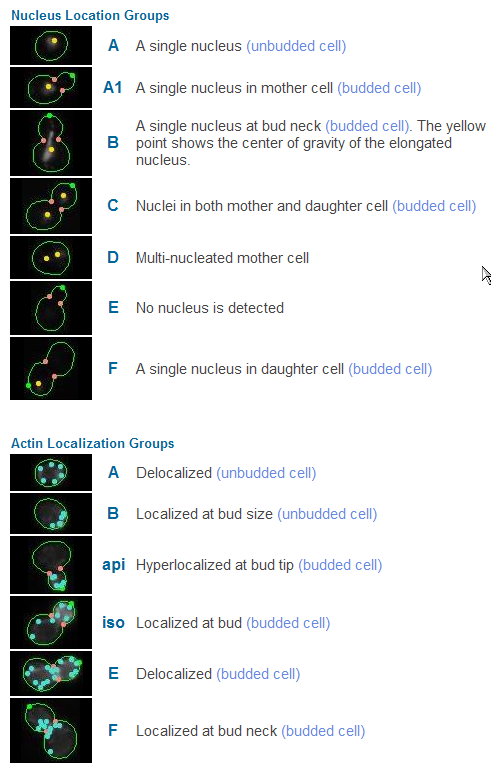 Nucleus Location Groups
A A single nucleus (unbudded cell)
A1 A single nucleus in mother cell (budded cell)
B A single nucleus at bud neck (budded cell). The yellow
point shows the center of gravity of the elongated
nucleus.
C Nuclei in both mother and daughter cell (budded cell)
D Multi-nucleated mother cell
E No nucleus is detected
F A single nucleus in daughter cell (budded cell)
Actin Localization Groups
A Delocalized (unbudded cell)
B Localized at bud size (unbudded cell)
api Hyperlocalized at bud tip (budded cell)
iso Localized at bud (budded cell)
E Delocalized (budded cell)
F Localized at bud neck (budded cell)